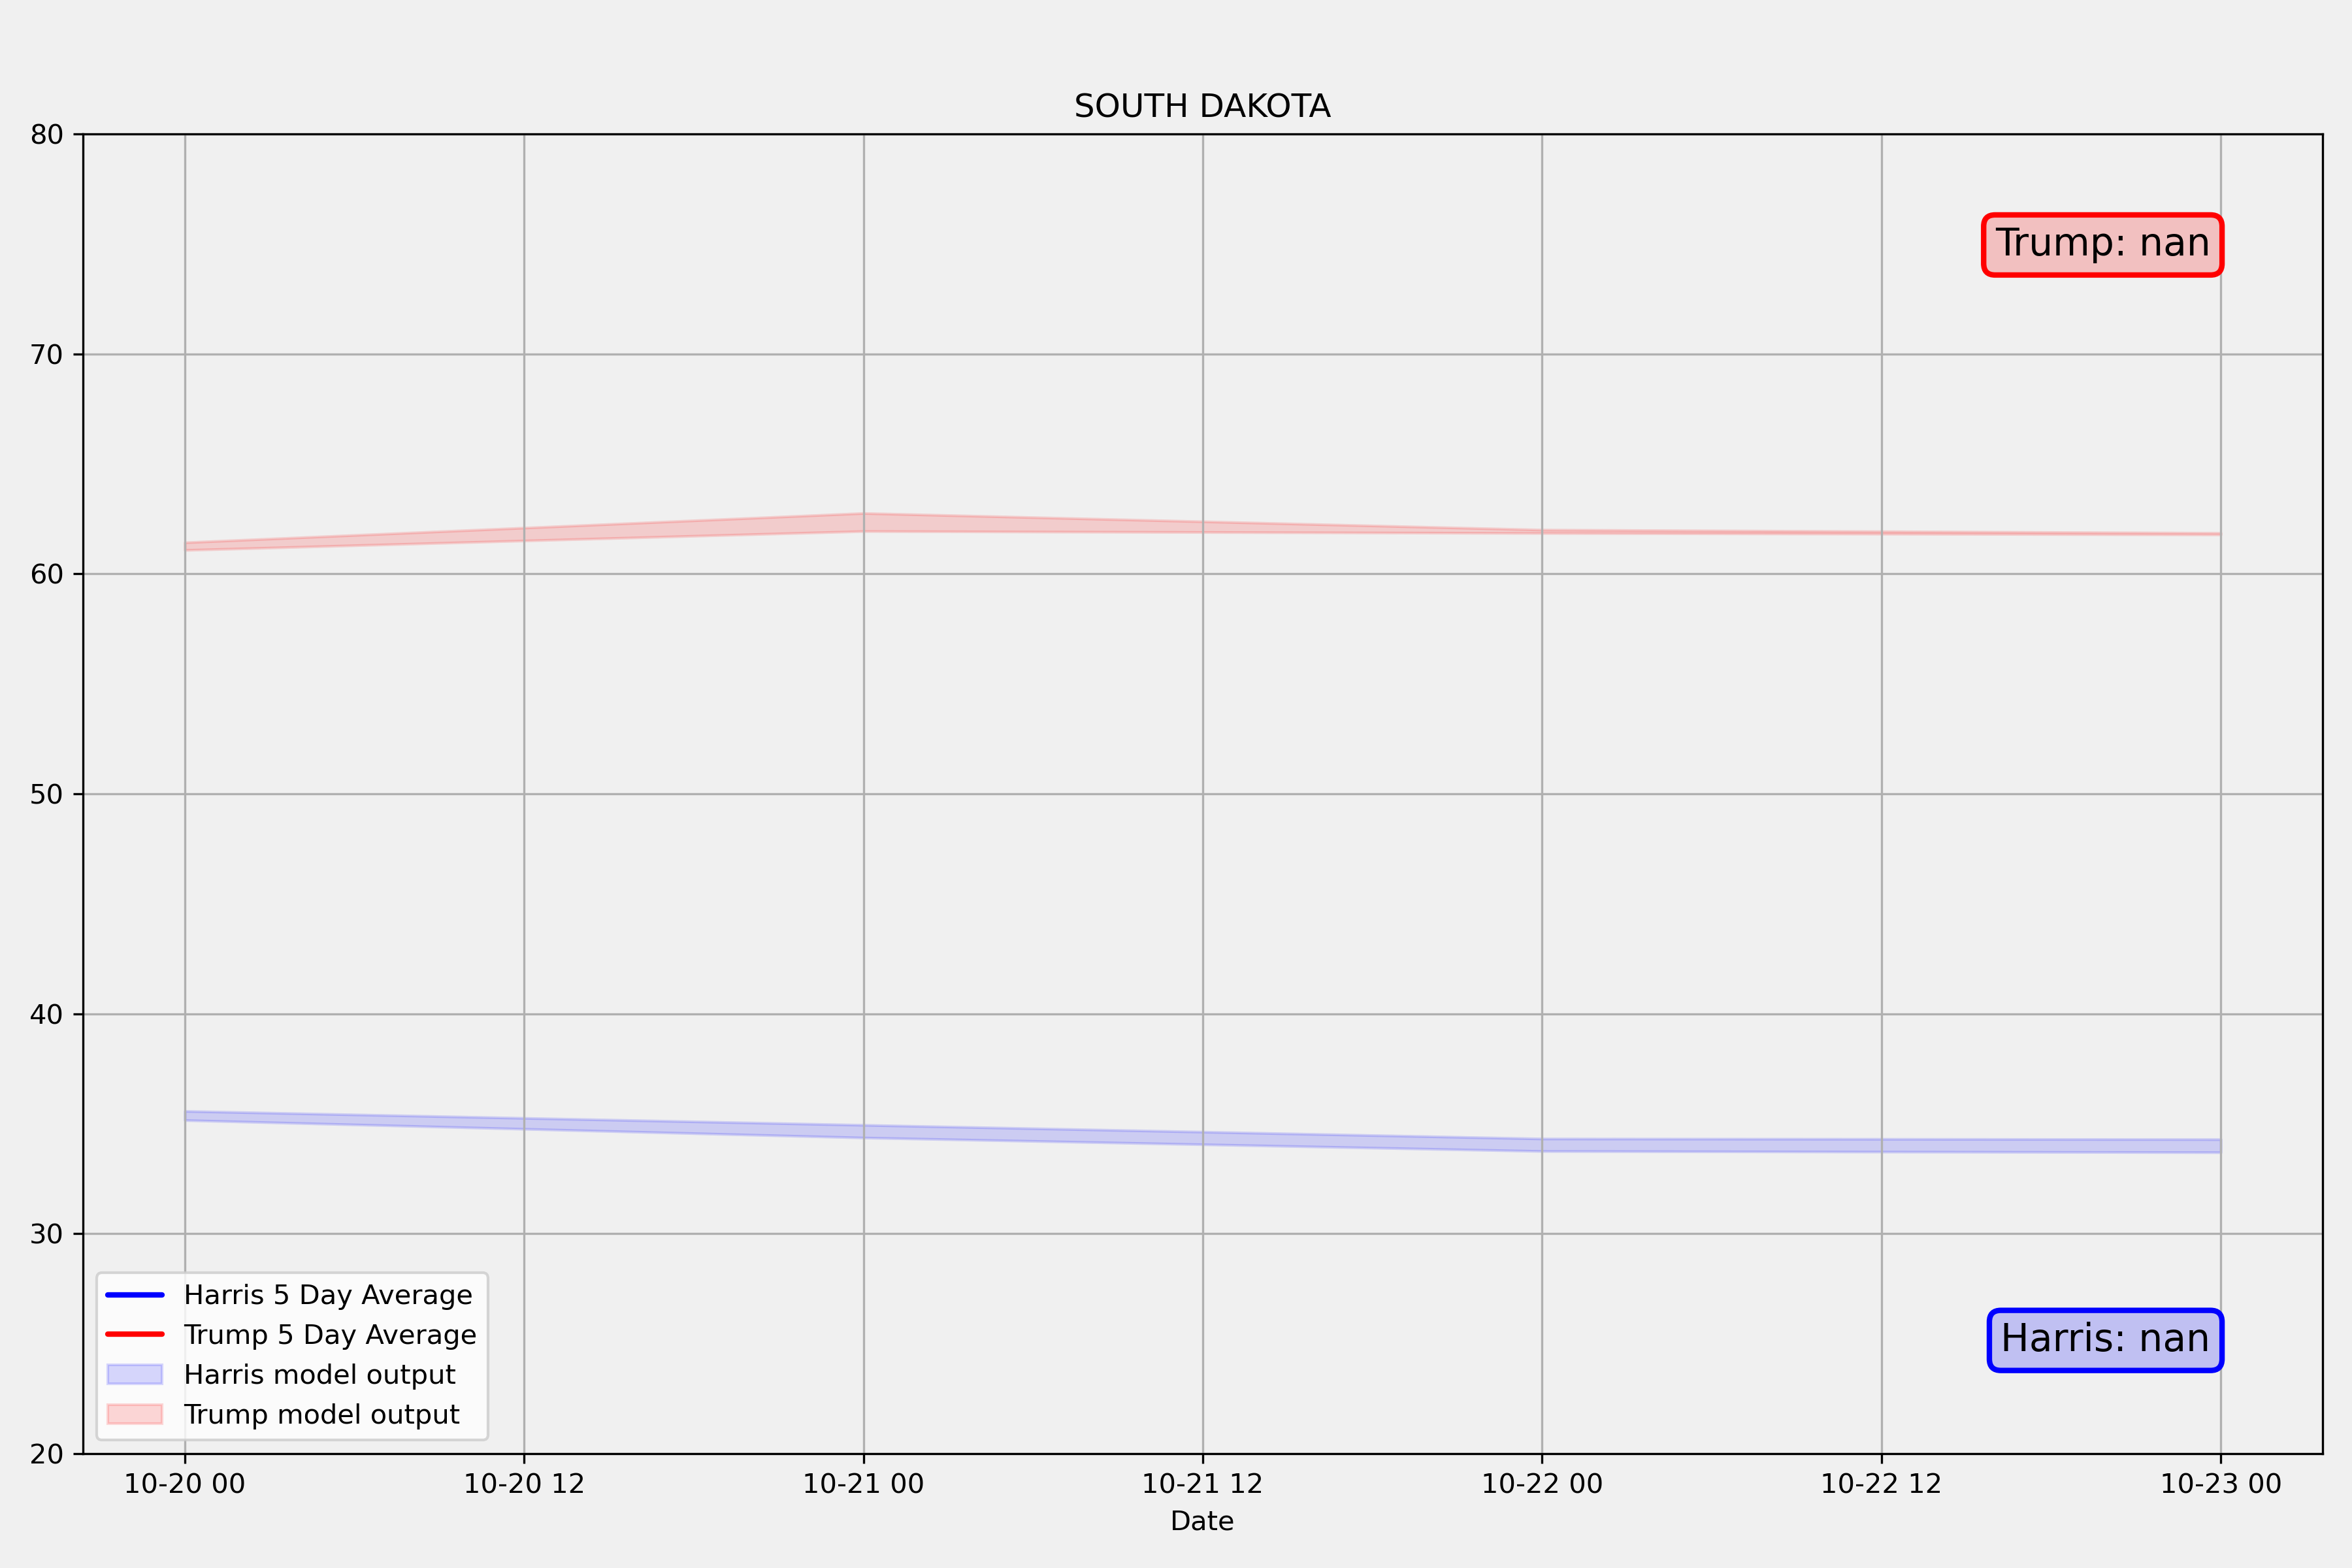 SOUTH DAKOTA
80
70
60
50
40
30
20
Trump: nan
Harris: nan
Harris 5 Day Average
Trump 5 Day Average
Harris model output
Trump model output
10-20 00 10-20 12 10-21 00 10-21 12 10-22 00 10-22 12 10-23 00
Date